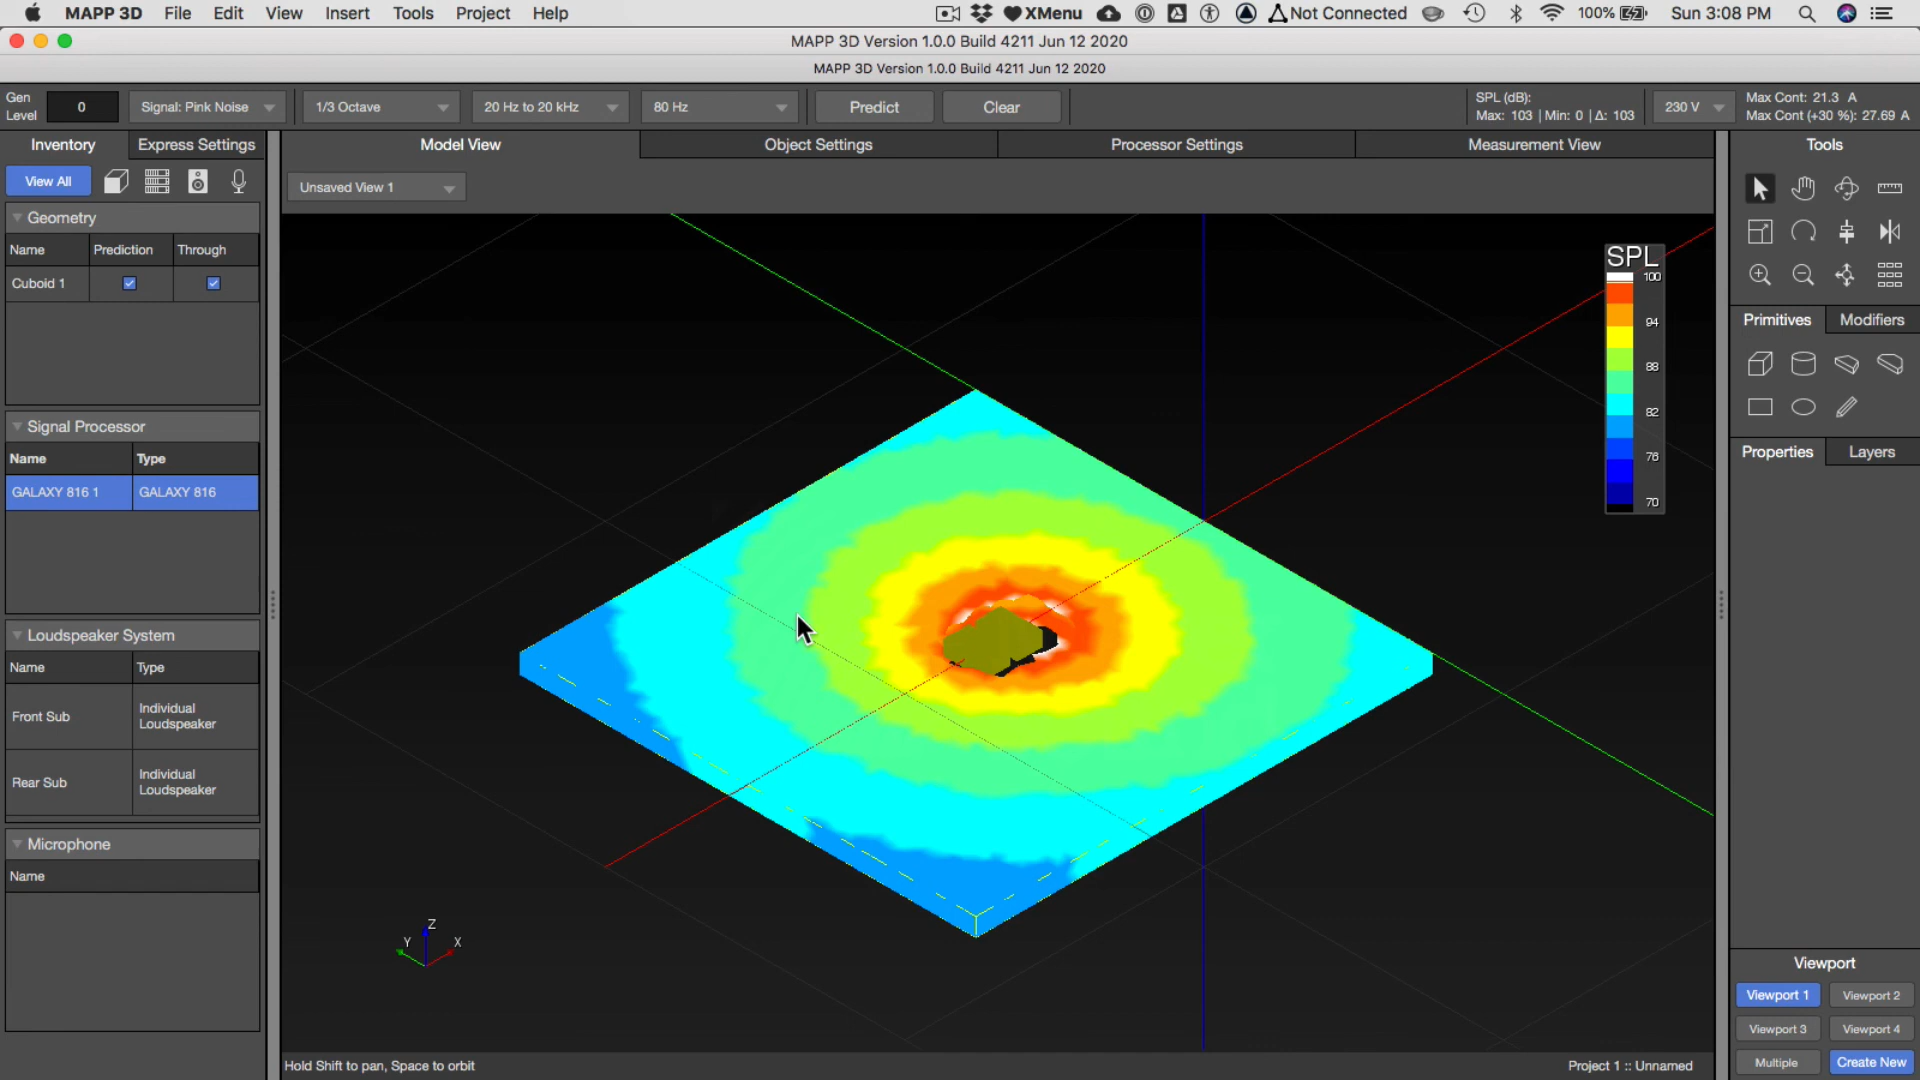 MAPP 3D File Edit View Insert Tools Project Help XMenu Not Connected 100% Sun 3:08 PM
MAPP 3D Version 1.0.0 Build 4211 Jun 12 2020
MAPP 3D Version 1.0.0 Build 4211 Jun 12 2020
Gen
Level
0
Signal: Pink Noise
1/3 Octave
20 Hz to 20 kHz
80 Hz
Predict
Clear
SPL (dB):
Max: 103 | Min: 0 | Δ: 103
230 V
Max Cont: 21.3 A
Max Cont (+30 %): 27.69 A
Inventory
Express Settings
Model View
Object Settings
Processor Settings
Measurement View
Tools
View All
Unsaved View 1
Geometry
Name Prediction Through
Cuboid 1
Signal Processor
Name Type
GALAXY 816 1 GALAXY 816
Loudspeaker System
Name Type
Front Sub
Individual
Loudspeaker
Rear Sub
Individual
Loudspeaker
Microphone
Name
SPL
100
94
88
82
76
70
Z
Y
X
Primitives
Modifiers
Properties
Layers
Viewport
Viewport 1
Viewport 2
Viewport 3
Viewport 4
Multiple
Create New
Hold Shift to pan, Space to orbit
Project 1 :: Unnamed